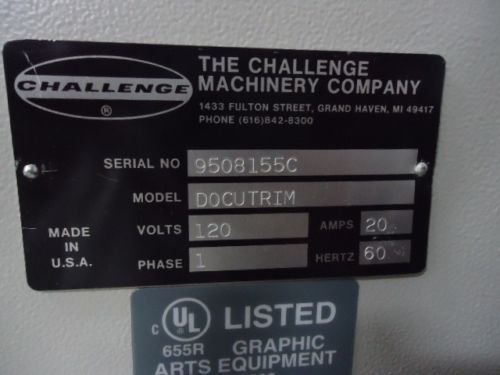 CHALLENGE
®
THE CHALLENGE
MACHINERY COMPANY
1433 FULTON STREET, GRAND HAVEN, MI 49417
PHONE (616)842-8300
SERIAL NO 9508155C
MODEL DOCUTRIM
MADE
IN
U.S.A.
VOLTS 120 AMPS 20
PHASE 1 HERTZ 60
C UL ® LISTED
655R GRAPHIC
ARTS EQUIPMENT